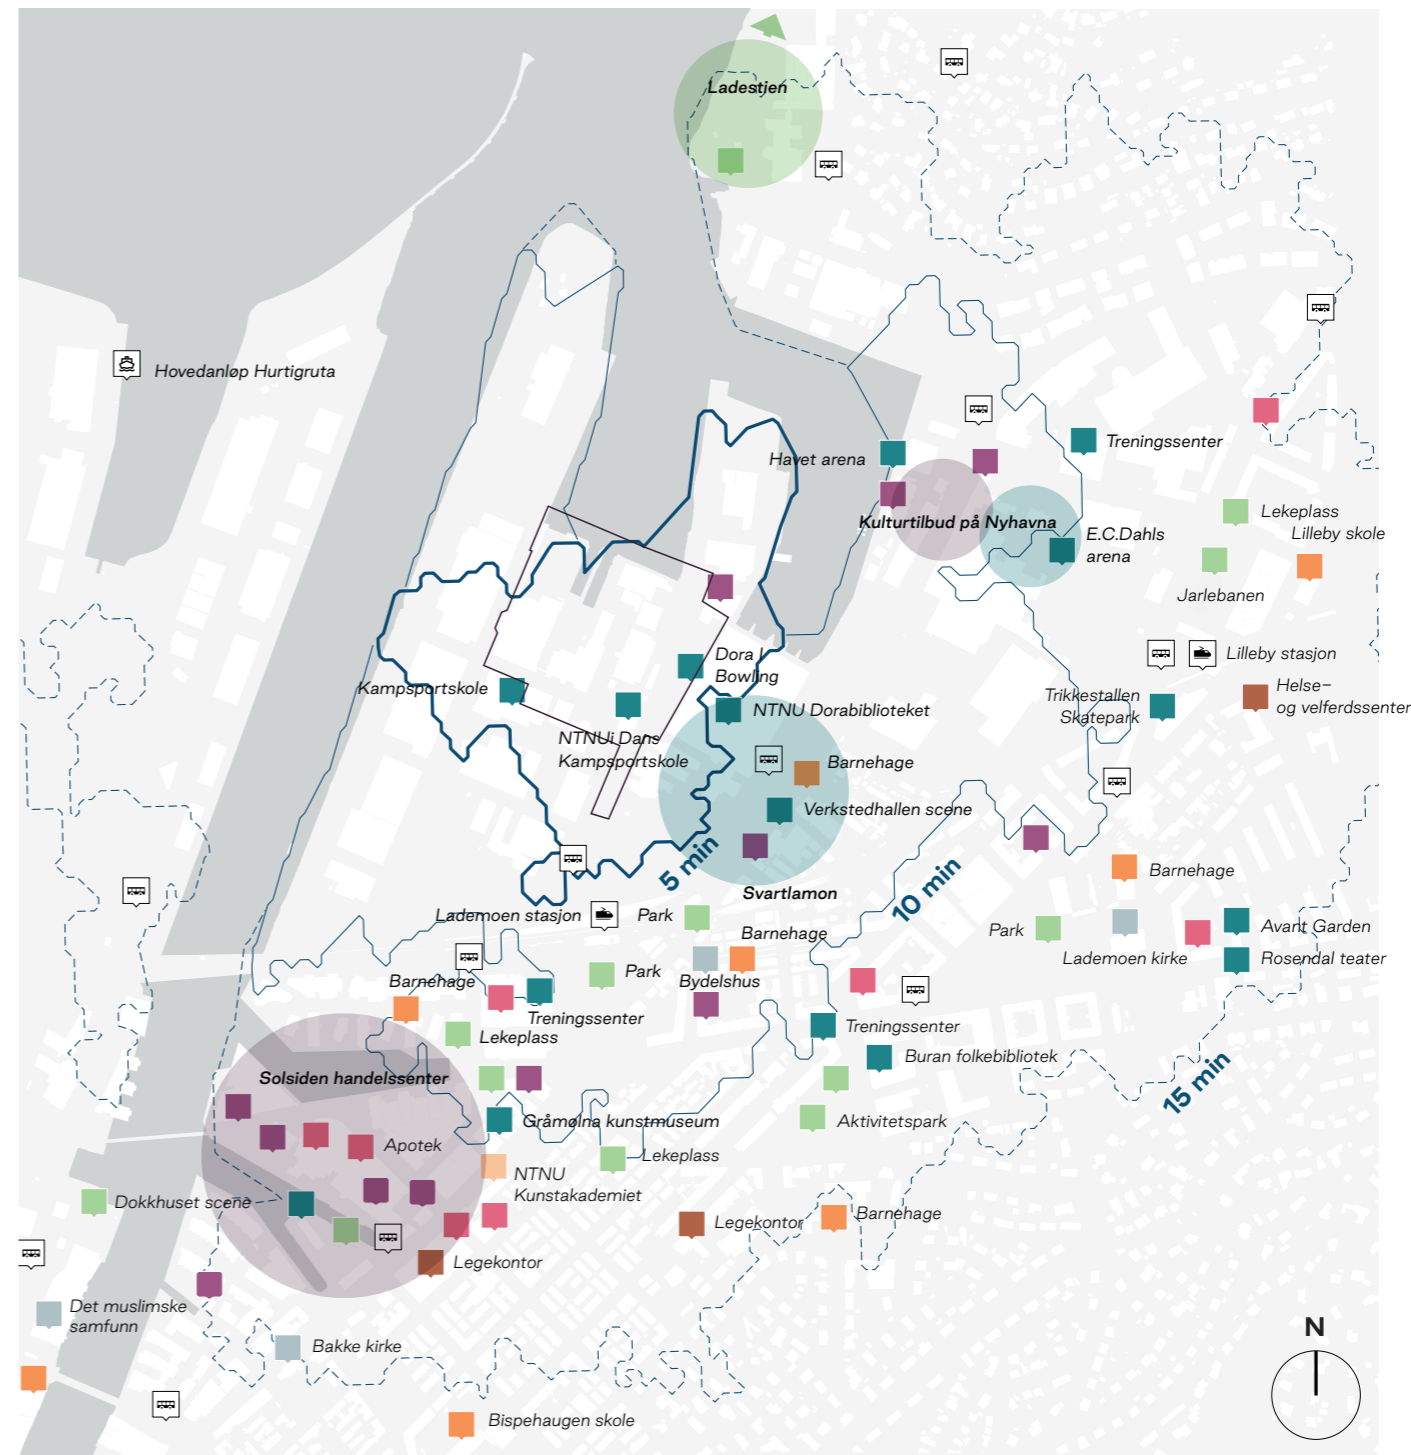 Ladestien
Hovedanløp Hurtigruta
Treningssenter
Havet arena
Kulturtilbud på Nyhavna
E.C.Dahls
arena
Lekeplass
Lilleby skole
Jarlebanen
Lilleby stasjon
Helse-
og velferdssenter
Trikkestallen
Skatepark
Dora I
Bowling
Kampsportskole
NTNU Dorabiblioteket
NTNUi Dans
Kampsportskole
Barnehage
Verkstedhallen scene
5 min
Svartlamon
10 min
Barnehage
Lademoen stasjon
Park
Barnehage
Park
Avant Garden
Lademoen kirke
Rosendal teater
Park
Bydelshus
Barnehage
Treningssenter
Treningssenter
Lekeplass
Buran folkebibliotek
15 min
Solsiden handelssenter
Gråmølna kunstmuseum
Aktivitetspark
Apotek
Lekeplass
NTNU
Kunstakademiet
Dokkhuset scene
Legekontor
Barnehage
Legekontor
Det muslimske
samfunn
Bakke kirke
N
Bispehaugen skole